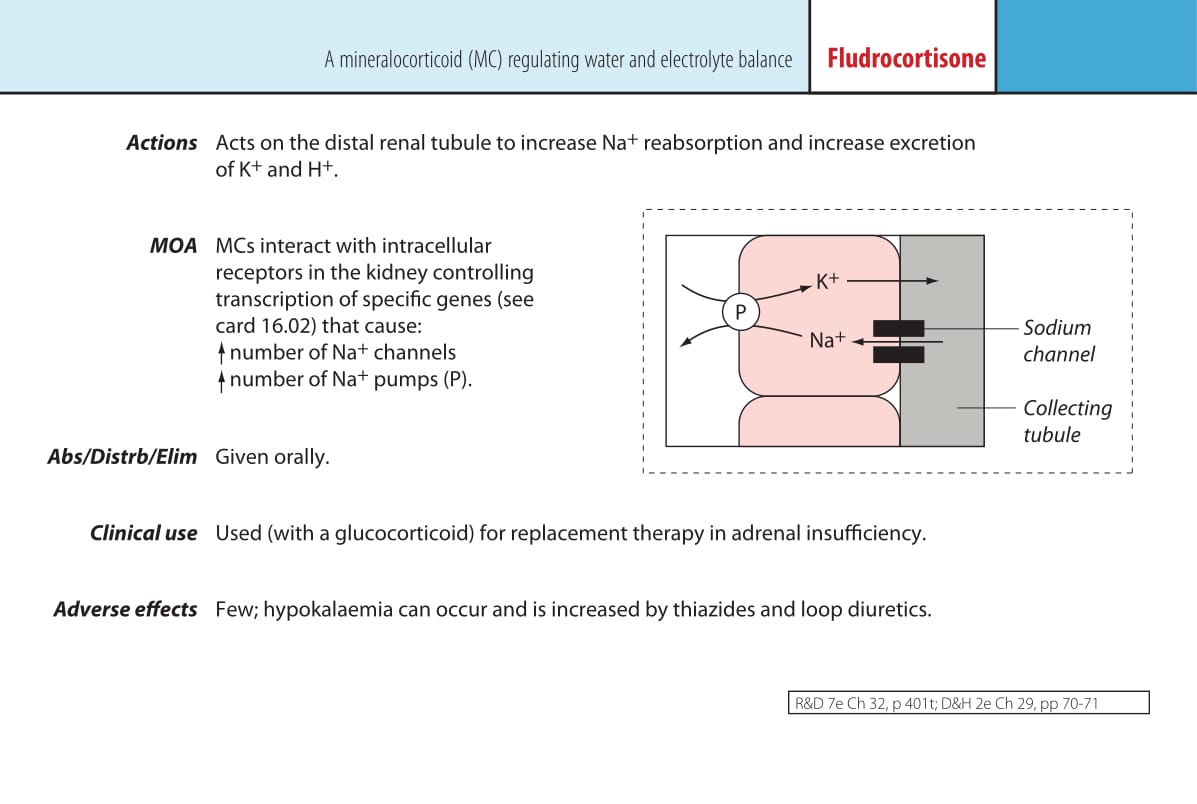 A mineralocorticoid (MC) regulating water and electrolyte balance
Fludrocortisone
Actions Acts on the distal renal tubule to increase Na+ reabsorption and increase excretion
of K+ and H+.
MOA MCs interact with intracellular
receptors in the kidney controlling
transcription of specific genes (see
card 16.02) that cause:
↑ number of Na+ channels
↑ number of Na+ pumps (P).
K+
P
Na+
Sodium
channel
Collecting
tubule
Abs/Distrb/Elim Given orally.
Clinical use Used (with a glucocorticoid) for replacement therapy in adrenal insufficiency.
Adverse effects Few; hypokalaemia can occur and is increased by thiazides and loop diuretics.
R&D 7e Ch 32, p 401t; D&H 2e Ch 29, pp 70-71